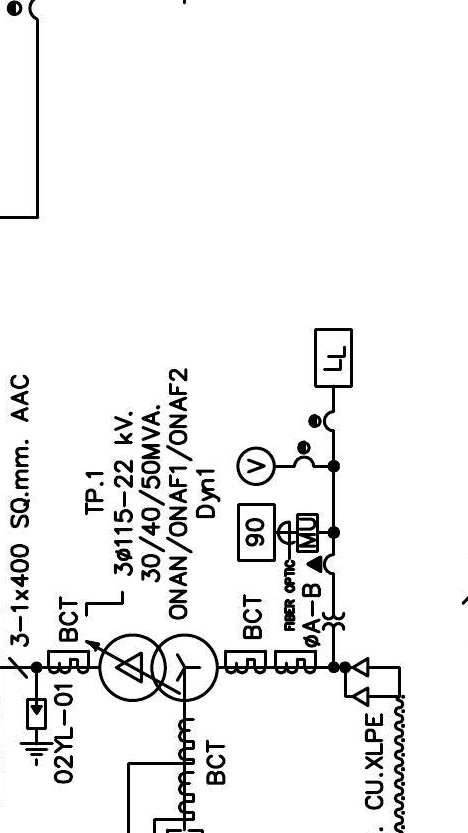 3-1x400 SQ.mm. AAC
BCT
02YL-01
TP.1
3ø115-22 kV.
30/40/50MVA.
ONAN/ONAF1/ONAF2
Dyn1
BCT
BCT
V
90
MU
FIBER OPTIC
øA-B
LL
CU.XLPE